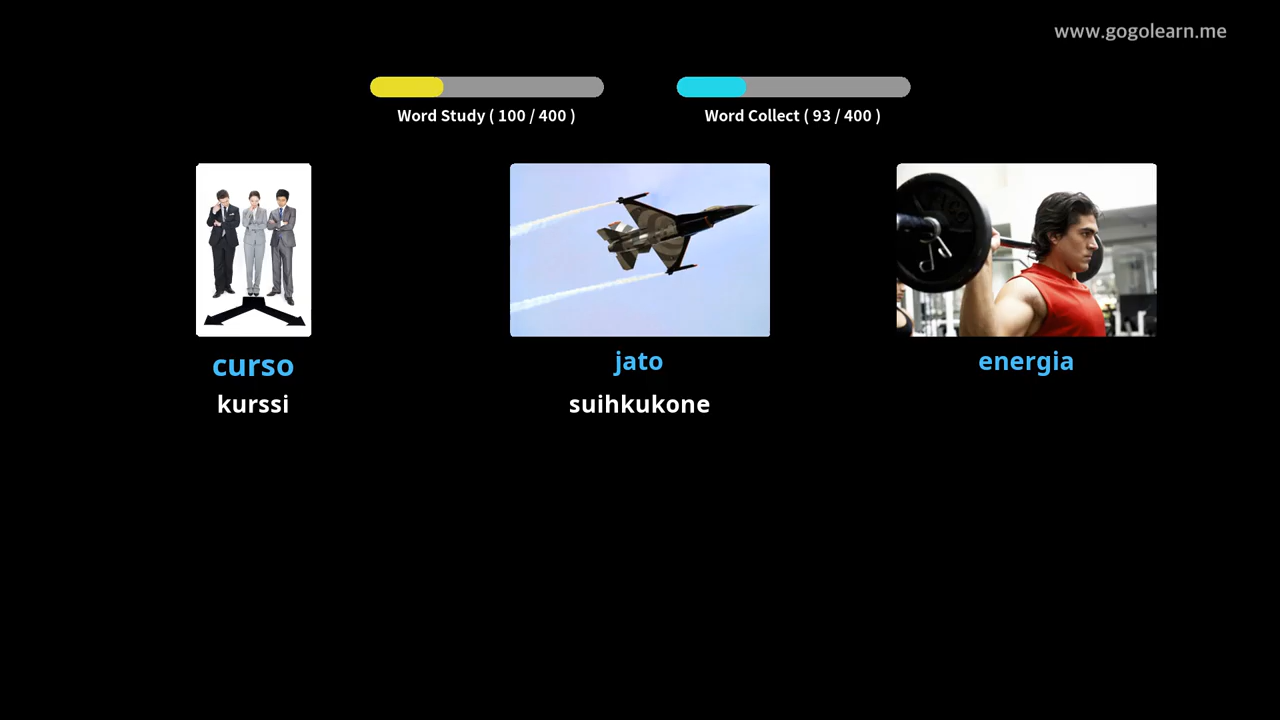 www.gogolearn.me
Word Study ( 100 / 400 )
Word Collect ( 93 / 400 )
curso
kurssi
jato
suihkukone
energia